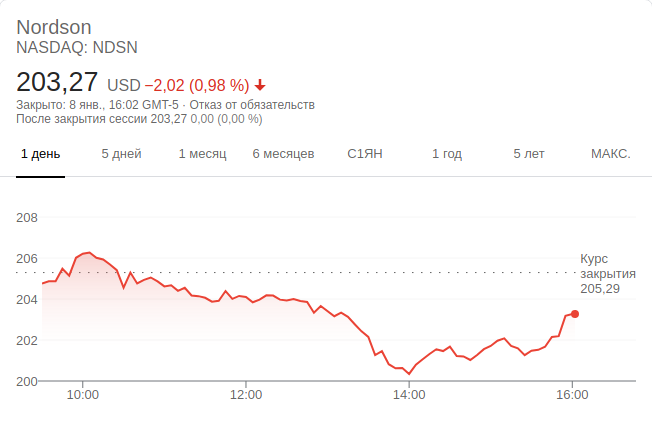 Nordson
NASDAQ: NDSN
203,27 USD −2,02 (0,98 %)
Закрыто: 8 янв., 16:02 GMT-5 · Отказ от обязательств
После закрытия сессии 203,27 0,00 (0,00 %)
1 день 5 дней 1 месяц 6 месяцев С1ЯН 1 год 5 лет МАКС.
208
206
204
202
200
Курс
закрытия
205,29
10:00 12:00 14:00 16:00